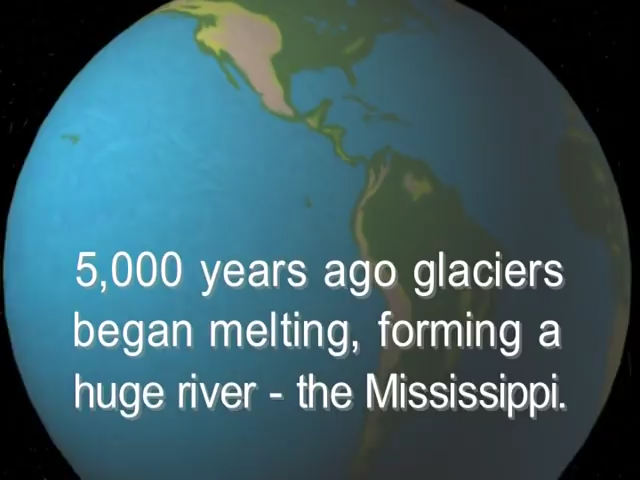 5,000 years ago glaciers
began melting, forming a
huge river - the Mississippi.